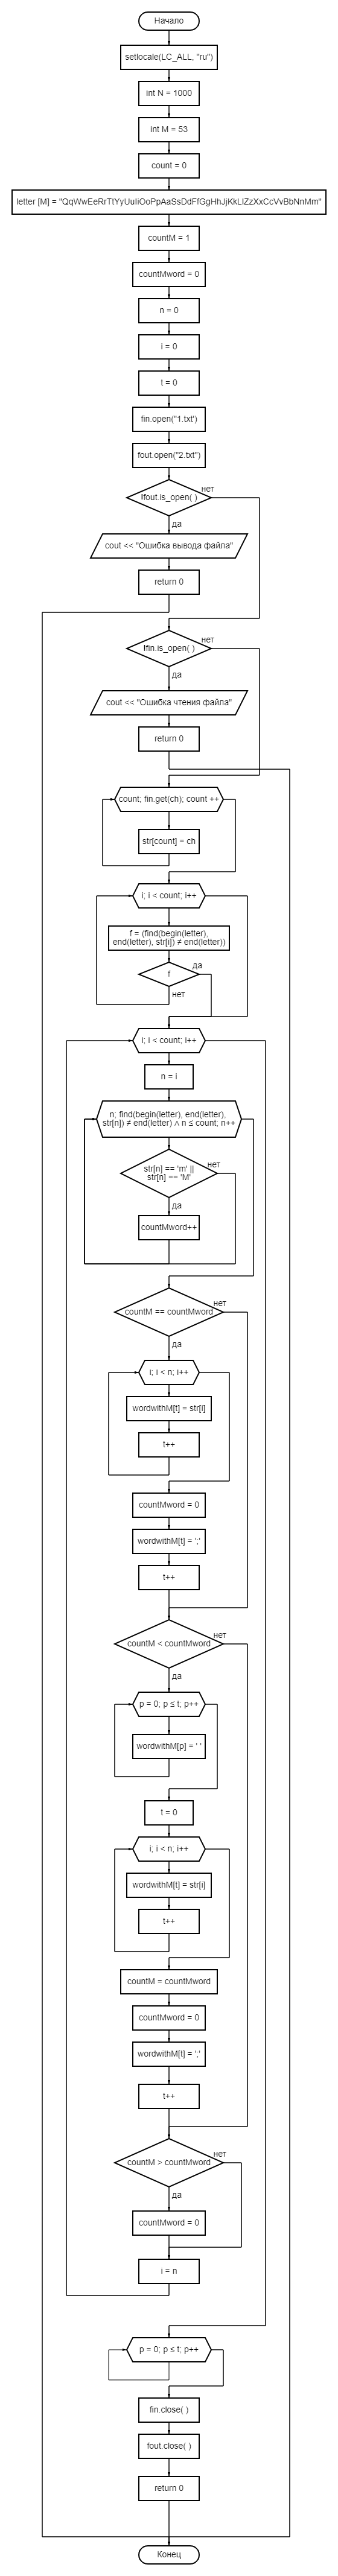 Начало
setlocale(LC_ALL, "ru")
int N = 1000
int M = 53
count = 0
letter [M] = "QqWwEeRrTtYyUuIiOoPpAaSsDdFfGgHhJjKkLlZzXxCcVvBbNnMm"
countM = 1
countMword = 0
n = 0
i = 0
t = 0
fin.open("1.txt')
fout.open("2.txt")
!fout.is_open( )
нет
да
cout << "Ошибка вывода файла"
return 0
!fin.is_open( )
нет
да
cout << "Ошибка чтения файла"
return 0
count; fin.get(ch); count ++
str[count] = ch
i; i < count; i++
f = (find(begin(letter),
end(letter), str[i]) ≠ end(letter))
f
да
нет
i; i < count; i++
n = i
n; find(begin(letter), end(letter),
str[n]) ≠ end(letter) ∧ n ≤ count; n++
str[n] == 'm' ||
str[n] == 'M'
нет
да
countMword++
countM == countMword
нет
да
i; i < n; i++
wordwithM[t] = str[i]
t++
countMword = 0
wordwithM[t] = ';'
t++
countM < countMword
нет
да
p = 0; p ≤ t; p++
wordwithM[p] = ' '
t = 0
i; i < n; i++
wordwithM[t] = str[i]
t++
countM = countMword
countMword = 0
wordwithM[t] = ';'
t++
countM > countMword
нет
да
countMword = 0
i = n
p = 0; p ≤ t; p++
fin.close( )
fout.close( )
return 0
Конец